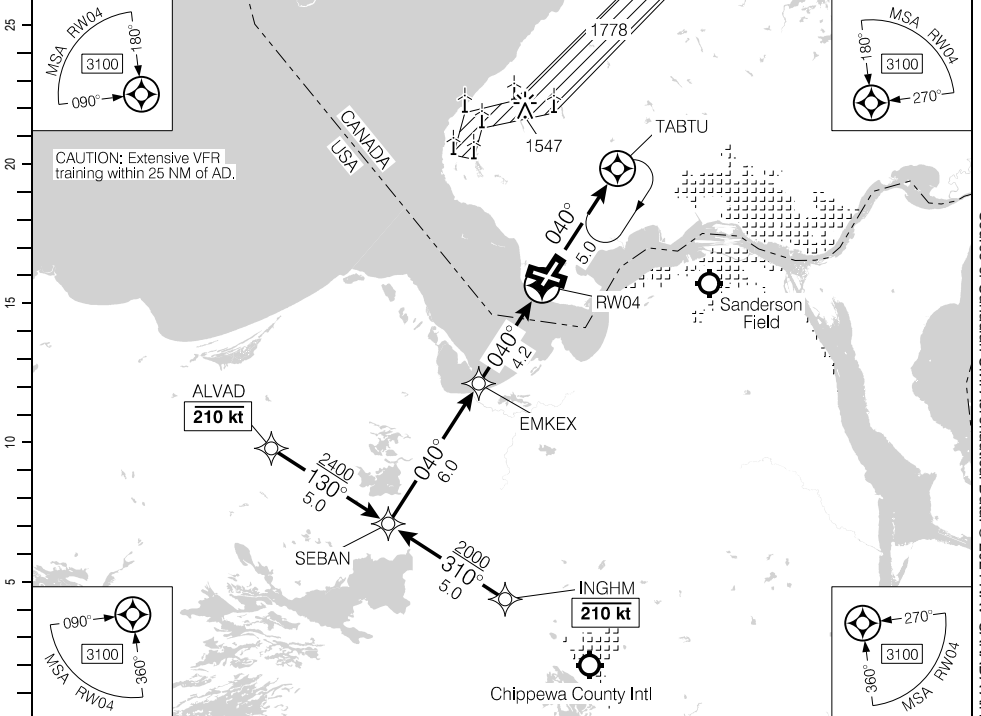 25
20
15
10
5
MSA RW04
3100
180°
090°
MSA RW04
3100
180°
270°
CAUTION: Extensive VFR
training within 25 NM of AD.
CANADA
USA
1778
1547
TABTU
040°
5.0
RW04
Sanderson
Field
040°
4.2
EMKEX
ALVAD
210 kt
2400
130°
5.0
040°
6.0
SEBAN
2000
310°
5.0
INGHM
210 kt
Chippewa County Intl
090°
3100
360°
MSA RW04
270°
3100
360°
MSA RW04